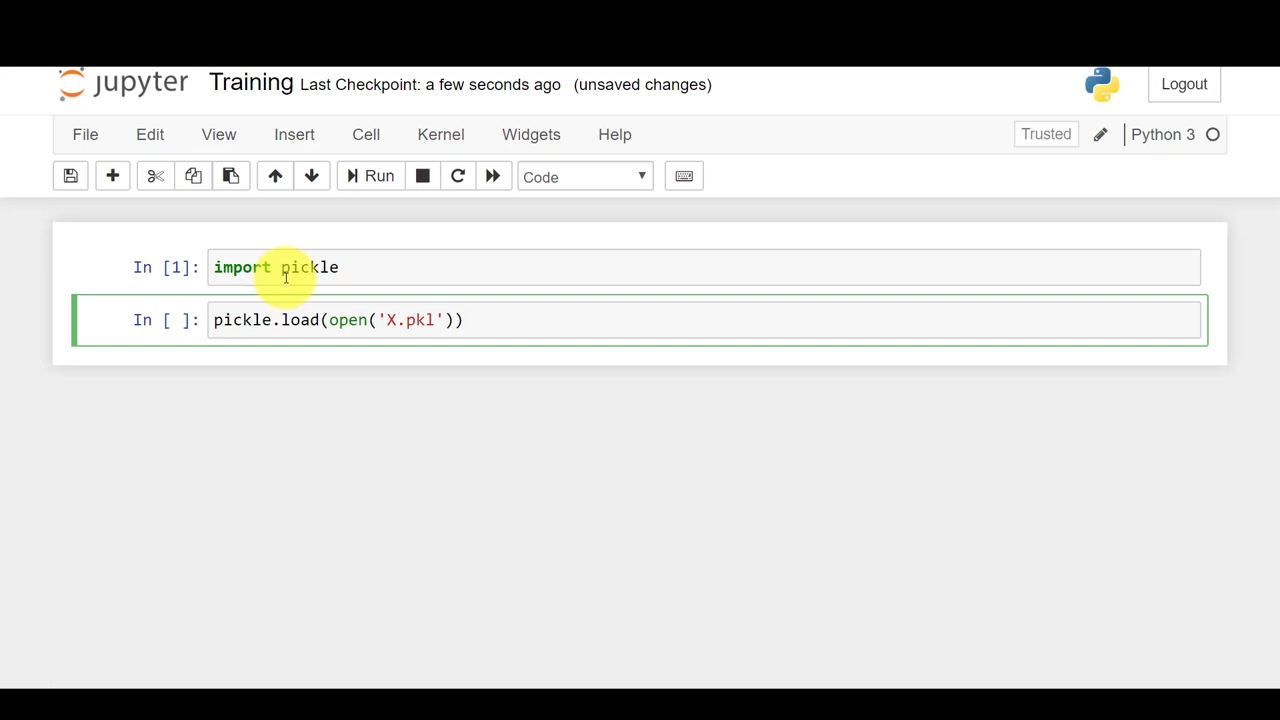 jupyter Training Last Checkpoint: a few seconds ago (unsaved changes) Logout
File Edit View Insert Cell Kernel Widgets Help Trusted Python 3
Run Code
In [1]: import pickle
In [ ]: pickle.load(open('X.pkl'))